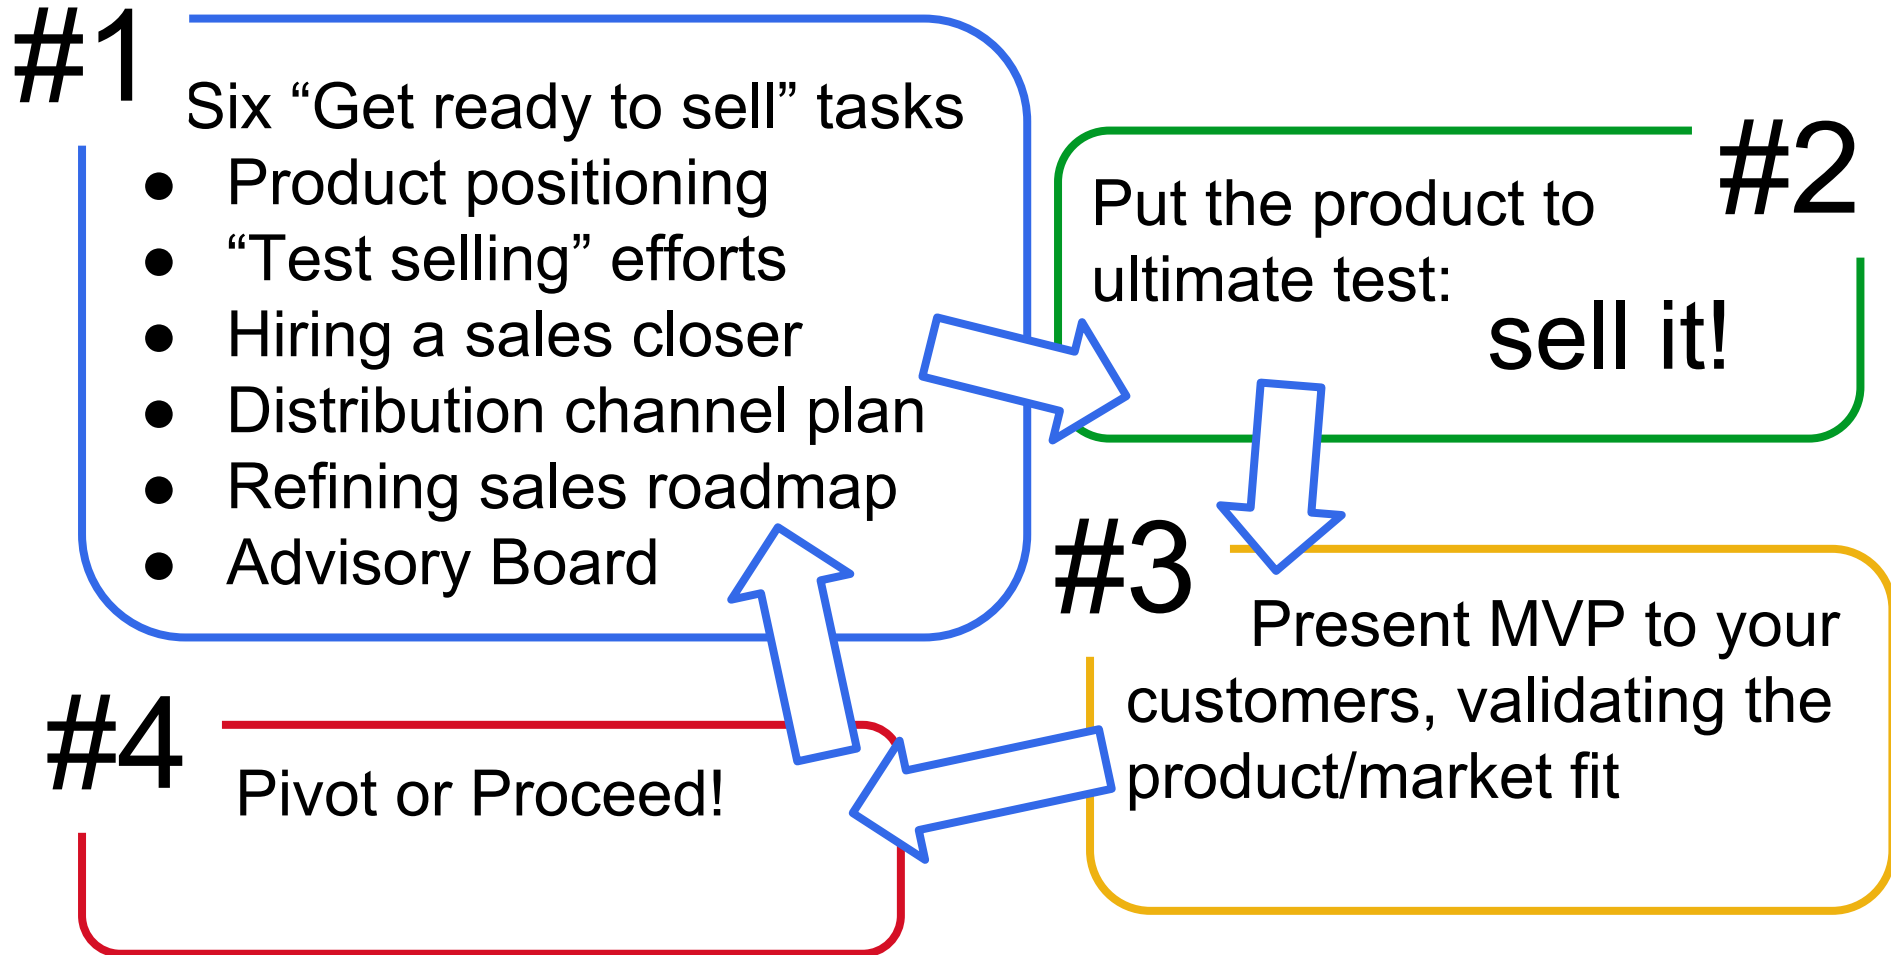 #1
Six “Get ready to sell” tasks
● Product positioning
● “Test selling” efforts
● Hiring a sales closer
● Distribution channel plan
● Refining sales roadmap
● Advisory Board
#2
Put the product to
ultimate test:
sell it!
#3
Present MVP to your
customers, validating the
product/market fit
#4
Pivot or Proceed!